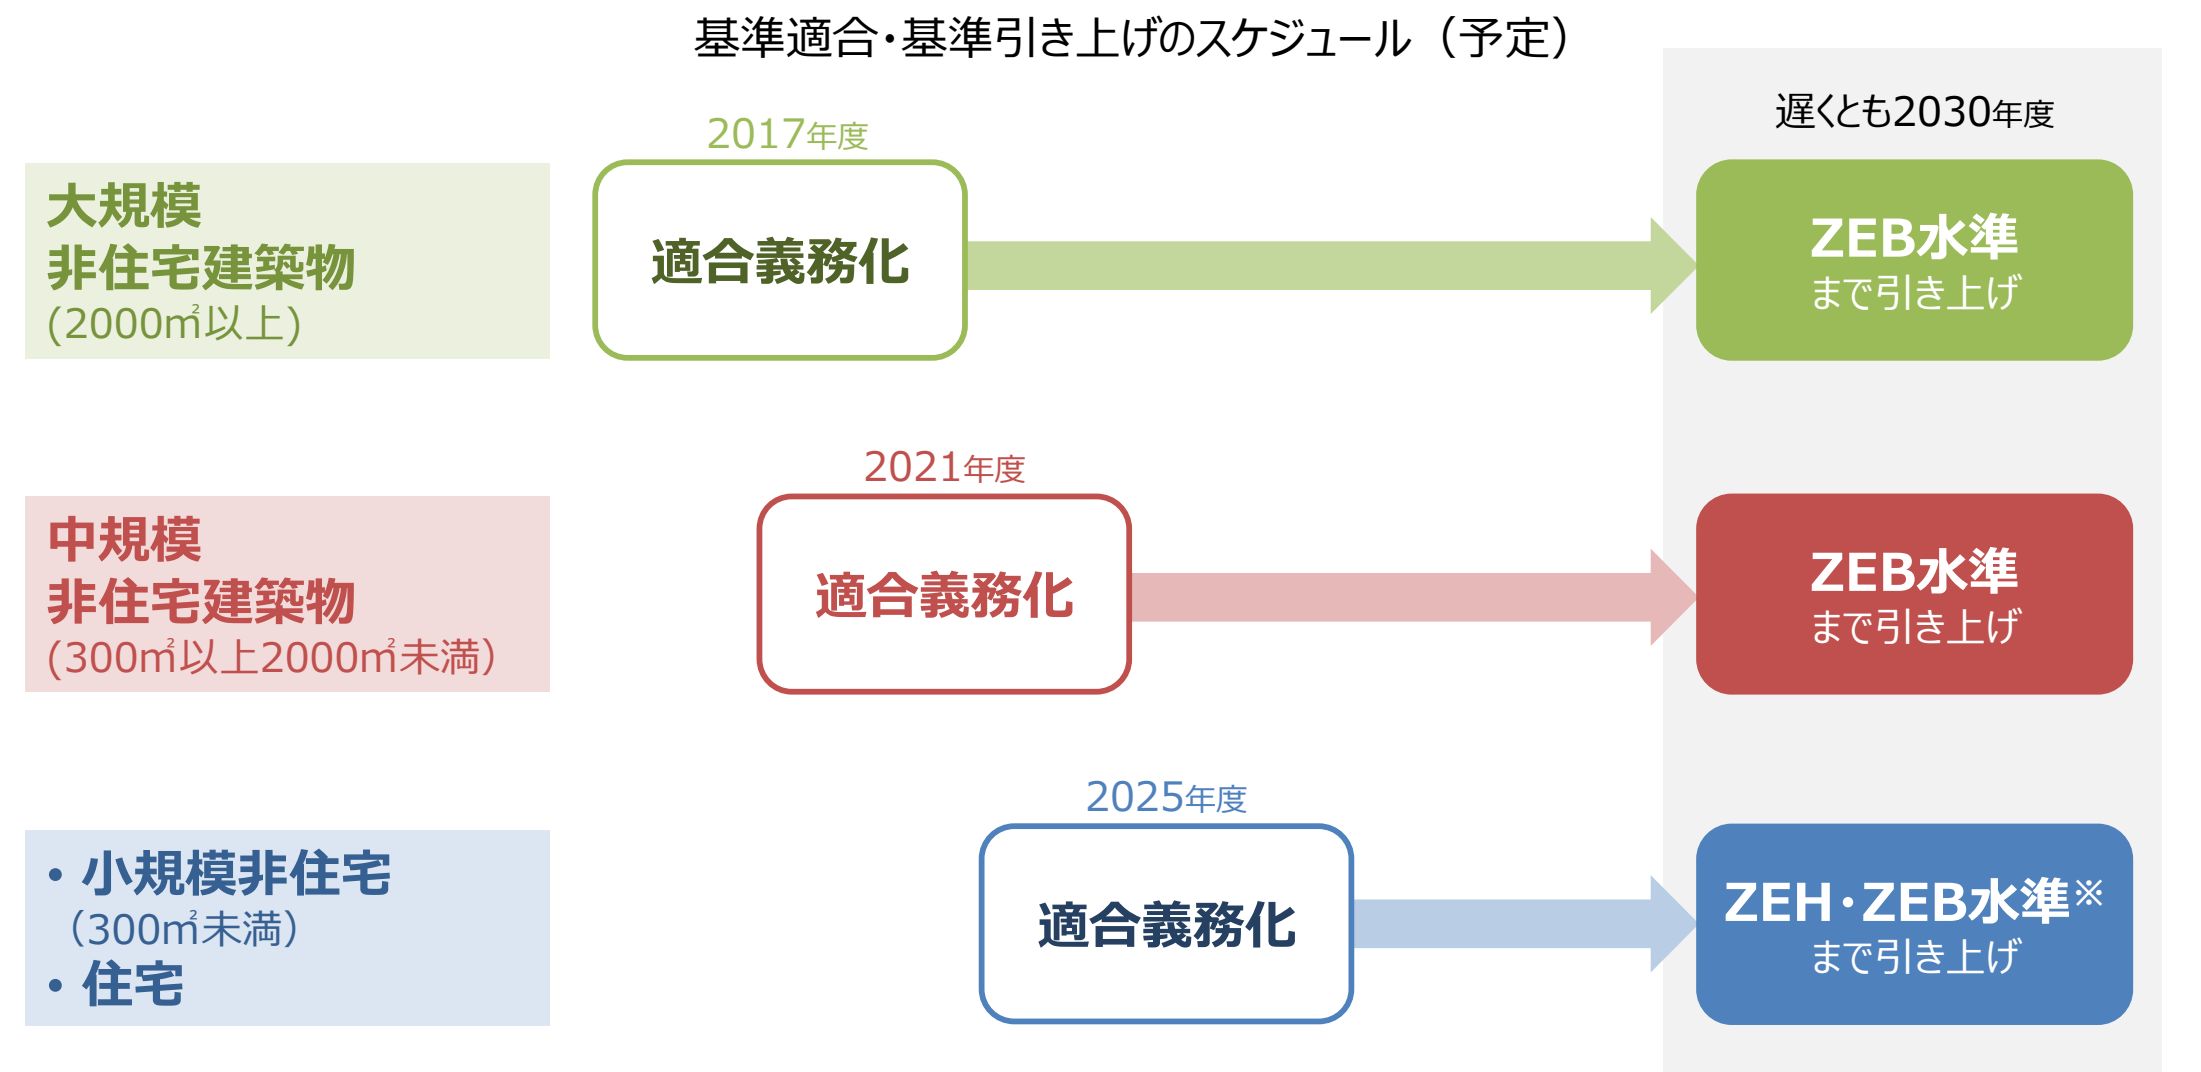 基準適合・基準引き上げのスケジュール（予定）
遅くとも2030年度
2017年度
大規模
非住宅建築物
(2000㎡以上)
適合義務化
ZEB水準
まで引き上げ
2021年度
中規模
非住宅建築物
(300㎡以上2000㎡未満）
適合義務化
ZEB水準
まで引き上げ
2025年度
• 小規模非住宅
（300㎡未満）
• 住宅
適合義務化
ZEH・ZEB水準※
まで引き上げ